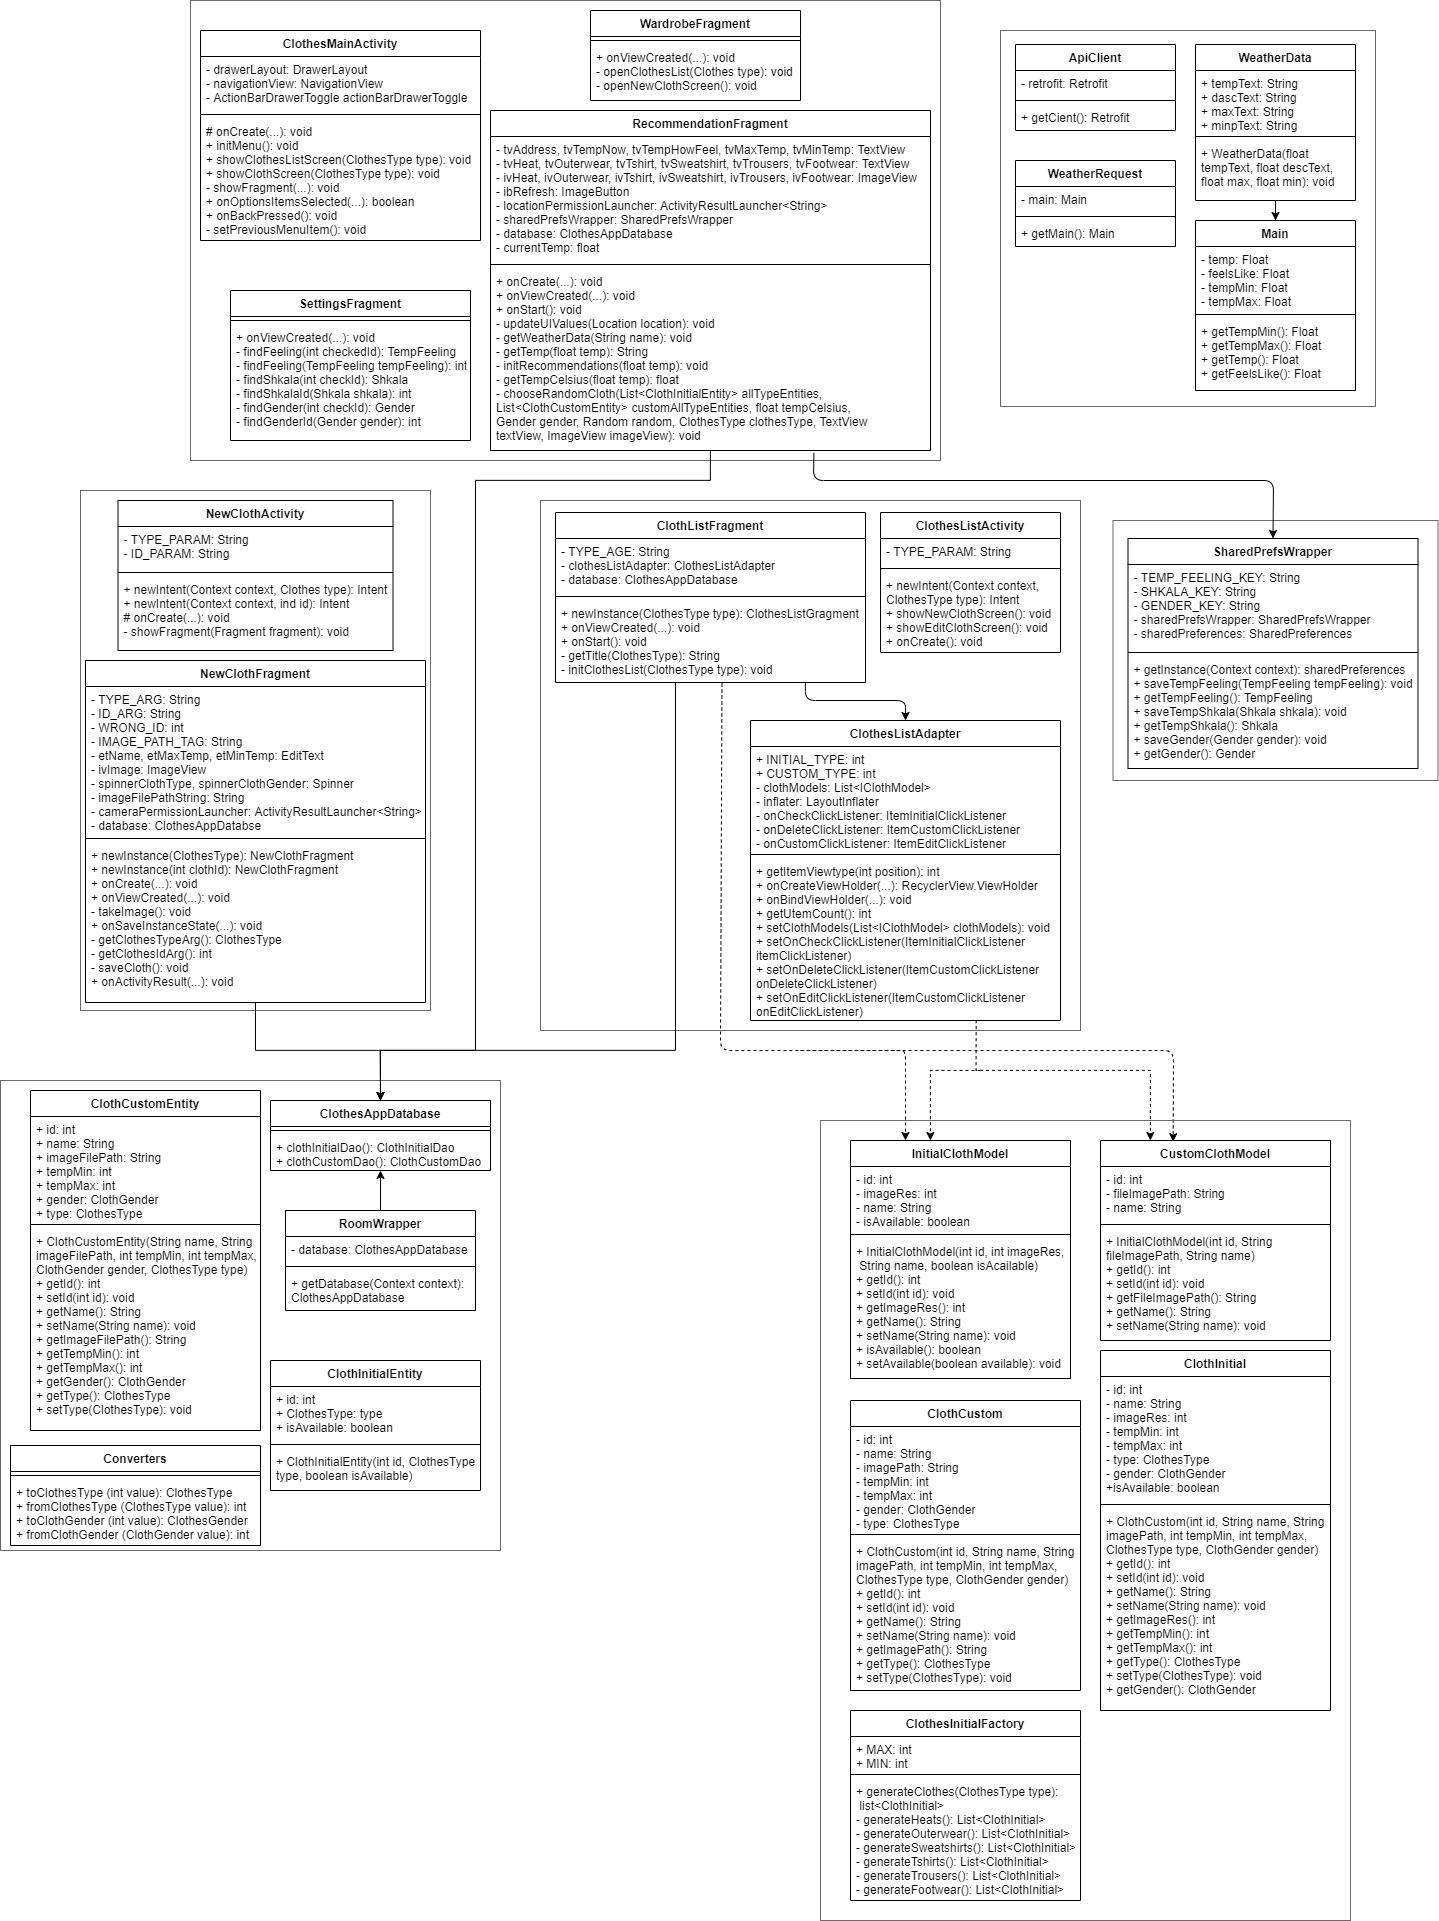 ClothesMainActivity
- drawerLayout: DrawerLayout
- navigationView: NavigationView
- ActionBarDrawerToggle actionBarDrawerToggle
# onCreate(...): void
+ initMenu(): void
+ showClothesListScreen(ClothesType type): void
+ showClothScreen(ClothesType type): void
- showFragment(...): void
+ onOptionsItemsSelected(...): boolean
+ onBackPressed(): void
- setPreviousMenuItem(): void
WardrobeFragment
+ onViewCreated(...): void
- openClothesList(Clothes type): void
- openNewClothScreen(): void
RecommendationFragment
- tvAddress, tvTempNow, tvTempHowFeel, tvMaxTemp, tvMinTemp: TextView
- tvHeat, tvOuterwear, tvTshirt, tvSweatshirt, tvTrousers, tvFootwear: TextView
- ivHeat, ivOuterwear, ivTshirt, ivSweatshirt, ivTrousers, ivFootwear: ImageView
- ibRefresh: ImageButton
- locationPermissionLauncher: ActivityResultLauncher<String>
- sharedPrefsWrapper: SharedPrefsWrapper
- database: ClothesAppDatabase
- currentTemp: float
+ onCreate(...): void
+ onViewCreated(...): void
+ onStart(): void
- updateUIValues(Location location): void
- getWeatherData(String name): void
- getTemp(float temp): String
- initRecommendations(float temp): void
- getTempCelsius(float temp): float
- chooseRandomCloth(List<ClothInitialEntity> allTypeEntities,
List<ClothCustomEntity> customAllTypeEntities, float tempCelsius,
Gender gender, Random random, ClothesType clothesType, TextView
textView, ImageView imageView): void
SettingsFragment
+ onViewCreated(...): void
- findFeeling(int checkedId): TempFeeling
- findFeeling(TempFeeling tempFeeling): int
- findShkala(int checkId): Shkala
- findShkalaId(Shkala shkala): int
- findGender(int checkId): Gender
- findGenderId(Gender gender): int
ApiClient
- retrofit: Retrofit
+ getCient(): Retrofit
WeatherData
+ tempText: String
+ dascText: String
+ maxText: String
+ minpText: String
+ WeatherData(float
tempText, float descText,
float max, float min): void
WeatherRequest
- main: Main
+ getMain(): Main
Main
- temp: Float
- feelsLike: Float
- tempMin: Float
- tempMax: Float
+ getTempMin(): Float
+ getTempMax(): Float
+ getTemp(): Float
+ getFeelsLike(): Float
NewClothActivity
- TYPE_PARAM: String
- ID_PARAM: String
+ newIntent(Context context, Clothes type): Intent
+ newIntent(Context context, ind id): Intent
# onCreate(...): void
- showFragment(Fragment fragment): void
NewClothFragment
- TYPE_ARG: String
- ID_ARG: String
- WRONG_ID: int
- IMAGE_PATH_TAG: String
- etName, etMaxTemp, etMinTemp: EditText
- ivImage: ImageView
- spinnerClothType, spinnerClothGender: Spinner
- imageFilePathString: String
- cameraPermissionLauncher: ActivityResultLauncher<String>
- database: ClothesAppDatabse
+ newInstance(ClothesType): NewClothFragment
+ newInstance(int clothId): NewClothFragment
+ onCreate(...): void
+ onViewCreated(...): void
- takeImage(): void
+ onSaveInstanceState(...): void
- getClothesTypeArg(): ClothesType
- getClothesIdArg(): int
- saveCloth(): void
+ onActivityResult(...): void
ClothListFragment
- TYPE_AGE: String
- clothesListAdapter: ClothesListAdapter
- database: ClothesAppDatabase
+ newInstance(ClothesType type): ClothesListGragment
+ onViewCreated(...): void
+ onStart(): void
- getTitle(ClothesType): String
- initClothesList(ClothesType type): void
ClothesListActivity
- TYPE_PARAM: String
+ newIntent(Context context,
ClothesType type): Intent
+ showNewClothScreen(): void
+ showEditClothScreen(): void
+ onCreate(): void
ClothesListAdapter
+ INITIAL_TYPE: int
+ CUSTOM_TYPE: int
- clothModels: List<IClothModel>
- inflater: LayoutInflater
- onCheckClickListener: ItemInitialClickListener
- onDeleteClickListener: ItemCustomClickListener
- onCustomClickListener: ItemEditClickListener
+ getItemViewtype(int position): int
+ onCreateViewHolder(...): RecyclerView.ViewHolder
+ onBindViewHolder(...): void
+ getUtemCount(): int
+ setClothModels(List<IClothModel> clothModels): void
+ setOnCheckClickListener(ItemInitialClickListener
itemClickListener)
+ setOnDeleteClickListener(ItemCustomClickListener
onDeleteClickListener)
+ setOnEditClickListener(ItemCustomClickListener
onEditClickListener)
SharedPrefsWrapper
- TEMP_FEELING_KEY: String
- SHKALA_KEY: String
- GENDER_KEY: String
- sharedPrefsWrapper: SharedPrefsWrapper
- sharedPreferences: SharedPreferences
+ getInstance(Context context): sharedPreferences
+ saveTempFeeling(TempFeeling tempFeeling): void
+ getTempFeeling(): TempFeeling
+ saveTempShkala(Shkala shkala): void
+ getTempShkala(): Shkala
+ saveGender(Gender gender): void
+ getGender(): Gender
ClothCustomEntity
+ id: int
+ name: String
+ imageFilePath: String
+ tempMin: int
+ tempMax: int
+ gender: ClothGender
+ type: ClothesType
+ ClothCustomEntity(String name, String
imageFilePath, int tempMin, int tempMax,
ClothGender gender, ClothesType type)
+ getId(): int
+ setId(int id): void
+ getName(): String
+ setName(String name): void
+ getImageFilePath(): String
+ getTempMin(): int
+ getTempMax(): int
+ getGender(): ClothGender
+ getType(): ClothesType
+ setType(ClothesType): void
ClothesAppDatabase
+ clothInitialDao(): ClothInitialDao
+ clothCustomDao(): ClothCustomDao
RoomWrapper
- database: ClothesAppDatabase
+ getDatabase(Context context):
ClothesAppDatabase
ClothInitialEntity
+ id: int
+ ClothesType: type
+ isAvailable: boolean
+ ClothInitialEntity(int id, ClothesType
type, boolean isAvailable)
Converters
+ toClothesType (int value): ClothesType
+ fromClothesType (ClothesType value): int
+ toClothGender (int value): ClothesGender
+ fromClothGender (ClothGender value): int
InitialClothModel
- id: int
- imageRes: int
- name: String
- isAvailable: boolean
+ InitialClothModel(int id, int imageRes,
String name, boolean isAcailable)
+ getId(): int
+ setId(int id): void
+ getImageRes(): int
+ getName(): String
+ setName(String name): void
+ isAvailable(): boolean
+ setAvailable(boolean available): void
CustomClothModel
- id: int
- fileImagePath: String
- name: String
+ InitialClothModel(int id, String
fileImagePath, String name)
+ getId(): int
+ setId(int id): void
+ getFileImagePath(): String
+ getName(): String
+ setName(String name): void
ClothCustom
- id: int
- name: String
- imagePath: String
- tempMin: int
- tempMax: int
- gender: ClothGender
- type: ClothesType
+ ClothCustom(int id, String name, String
imagePath, int tempMin, int tempMax,
ClothesType type, ClothGender gender)
+ getId(): int
+ setId(int id): void
+ getName(): String
+ setName(String name): void
+ getImagePath(): String
+ getType(): ClothesType
+ setType(ClothesType): void
ClothInitial
- id: int
- name: String
- imageRes: int
- tempMin: int
- tempMax: int
- type: ClothesType
- gender: ClothGender
+isAvailable: boolean
+ ClothCustom(int id, String name, String
imagePath, int tempMin, int tempMax,
ClothesType type, ClothGender gender)
+ getId(): int
+ setId(int id): void
+ getName(): String
+ setName(String name): void
+ getImageRes(): int
+ getTempMin(): int
+ getTempMax(): int
+ getType(): ClothesType
+ setType(ClothesType): void
+ getGender(): ClothGender
ClothesInitialFactory
+ MAX: int
+ MIN: int
+ generateClothes(ClothesType type):
list<ClothInitial>
- generateHeats(): List<ClothInitial>
- generateOuterwear(): List<ClothInitial>
- generateSweatshirts(): List<ClothInitial>
- generateTshirts(): List<ClothInitial>
- generateTrousers(): List<ClothInitial>
- generateFootwear(): List<ClothInitial>